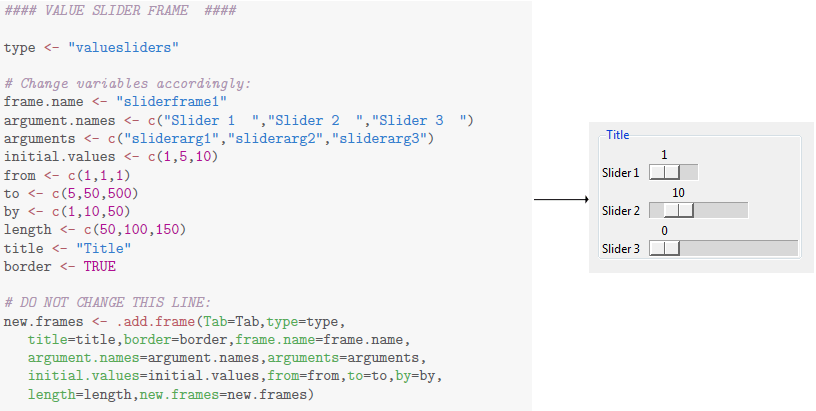 #### VALUE SLIDER FRAME  ####
type <- "valuesliders"
# Change variables accordingly:
frame.name <- "sliderframe1"
argument.names <- c("Slider 1  ","Slider 2  ","Slider 3  ")
arguments <- c("sliderarg1","sliderarg2","sliderarg3")
initial.values <- c(1,5,10)
from <- c(1,1,1)
to <- c(5,50,500)
by <- c(1,10,50)
length <- c(50,100,150)
title <- "Title"
border <- TRUE
# DO NOT CHANGE THIS LINE:
new.frames <- .add.frame(Tab=Tab,type=type,
title=title,border=border,frame.name=frame.name,
argument.names=argument.names,arguments=arguments,
initial.values=initial.values,from=from,to=to,by=by,
length=length,new.frames=new.frames)
Title
1
Slider 1
10
Slider 2
0
Slider 3